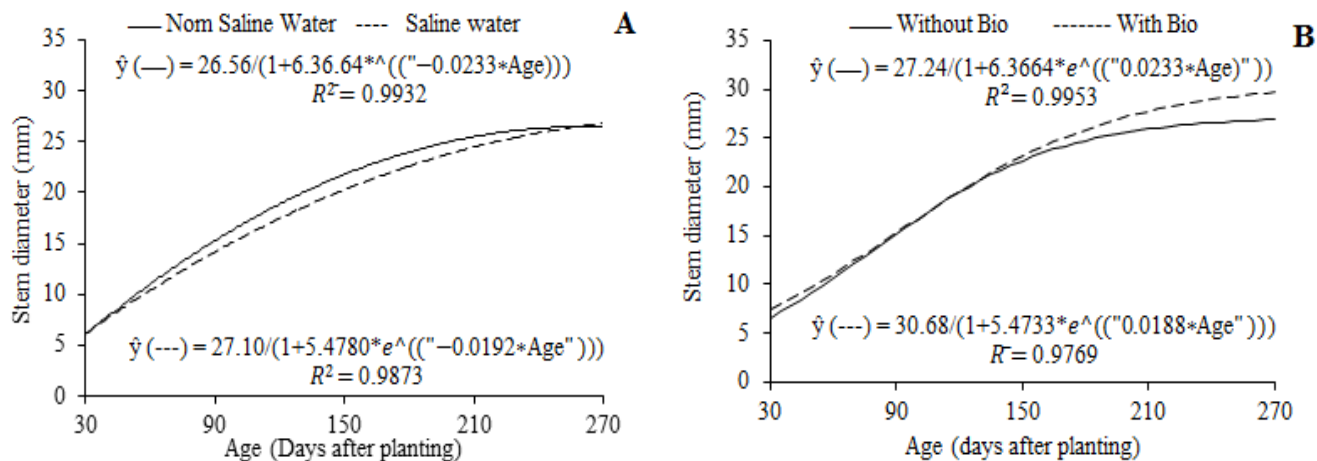 Nom Saline Water Saline water
A
35
30
25
20
15
10
5
0
Stem diameter (mm)
ŷ (—) = 26.56/(1+6.36.64*^(("−0.0233*Age)))
R² = 0.9932
ŷ (---) = 27.10/(1+5.4780*e^(("−0.0192*Age" )))
R² = 0.9873
30 90 150 210 270
Age (Days after planting)
Without Bio With Bio
B
35
30
25
20
15
10
5
0
Stem diameter (mm)
ŷ (—) = 27.24/(1+6.3664*e^(("0.0233*Age)" ))
R² = 0.9953
ŷ (---) = 30.68/(1+5.4733*e^(("0.0188*Age" )))
R = 0.9769
30 90 150 210 270
Age (days after planting)